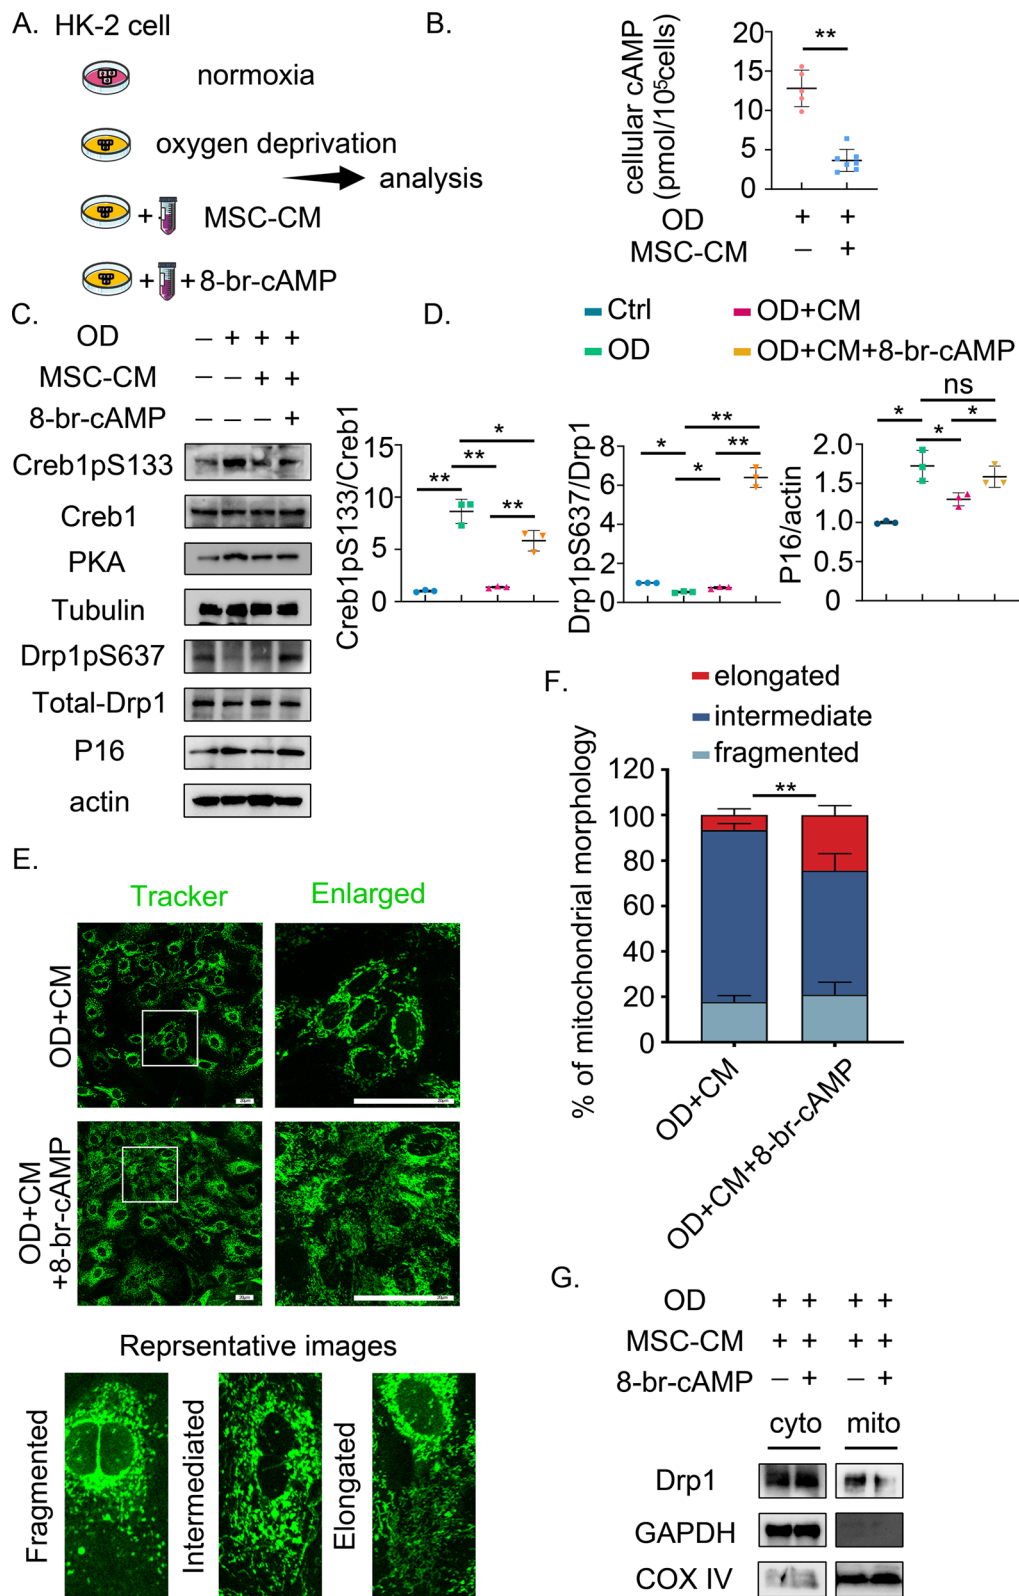 A. HK-2 cell
normoxia
oxygen deprivation
analysis
+ MSC-CM
+ + 8-br-cAMP
B.
cellular cAMP
(pmol/10⁵cells)
20
15
10
5
0
**
OD + +
MSC-CM – +
C.
OD – + + +
MSC-CM – – + +
8-br-cAMP – – – +
Creb1pS133
Creb1
PKA
Tubulin
Drp1pS637
Total-Drp1
P16
actin
D.
Ctrl
OD
OD+CM
OD+CM+8-br-cAMP
Creb1pS133/Creb1
15
10
5
0
*
**
**
**
Drp1pS637/Drp1
8
6
4
2
0
**
* **
*
P16/actin
2.0
1.5
1.0
0.5
0
ns
* *
*
E.
Tracker Enlarged
OD+CM
20μm
20μm
OD+CM
+8-br-cAMP
20μm
20μm
Reprsentative images
Fragmented
Intermediated
Elongated
F.
elongated
intermediate
fragmented
% of mitochondrial morphology
120
100
80
60
40
20
0
**
OD+CM
OD+CM+8-br-cAMP
G.
OD + + + +
MSC-CM + + + +
8-br-cAMP – + – +
cyto mito
Drp1
GAPDH
COX IV